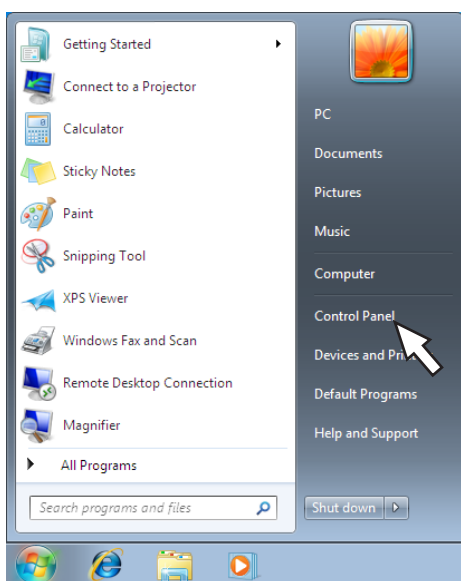 Getting Started
Connect to a Projector
Calculator
Sticky Notes
Paint
Snipping Tool
XPS Viewer
Windows Fax and Scan
Remote Desktop Connection
Magnifier
All Programs
Search programs and files
PC
Documents
Pictures
Music
Computer
Control Panel
Devices and
Default Programs
Help and Support
Shut down